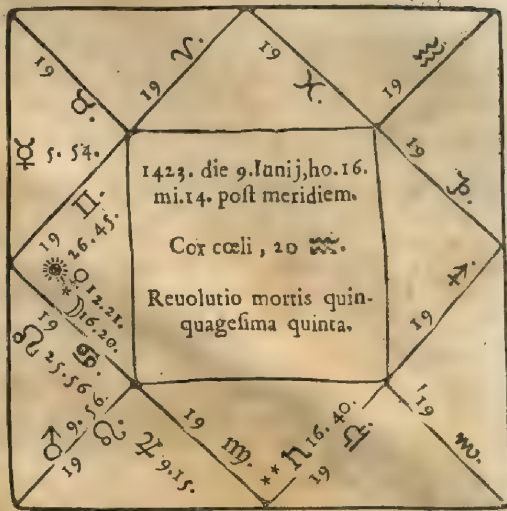 19 ♈.
19 ♓.
♒.
19
19 ♉.
☿ 5. 54.
19 ♑.
1423. die 9.Iunij,ho.16.
mi.14. poſt meridiem.
Cor cœli, 20 ♒.
Reuolutio mortis quin-
quageſima quinta.
19 ♊.
☉ 26.45.
♀ 12.21.
☽ 16.20.
19 ♋.
☊ 25.56
19 ♐.
♂ 9.56.
19 ♌.
♃ 9.15.
19 ♍.
** ♄ 16.40.
19 ♎.
19 ♏.